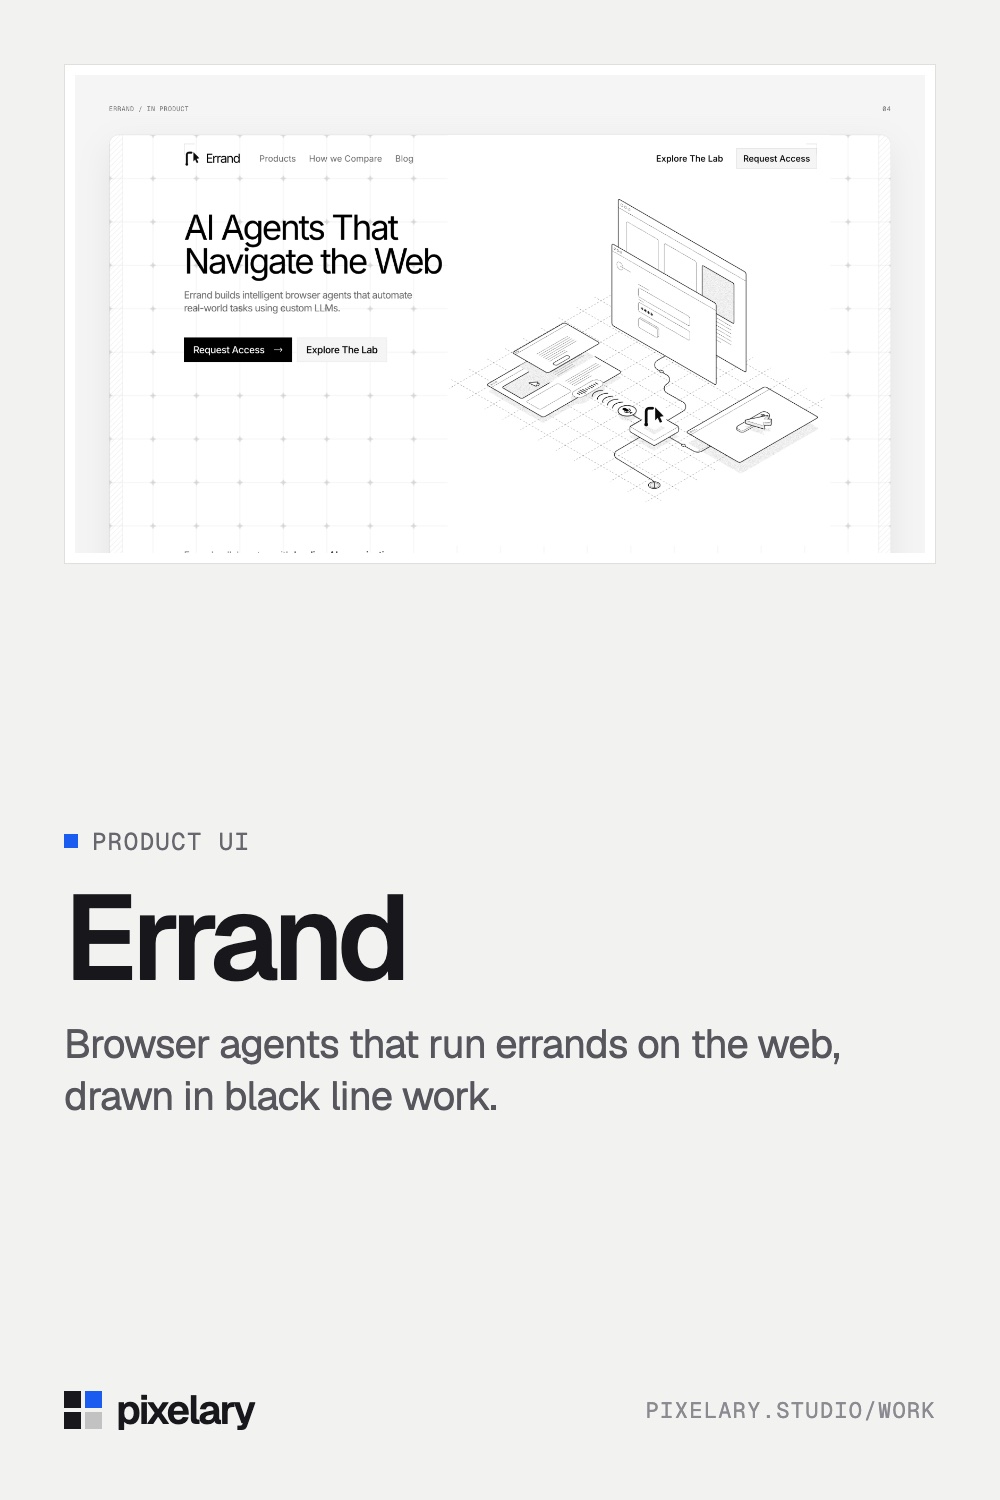 ERRAND / IN PRODUCT
04
Errand
Products
How we Compare
Blog
Explore The Lab
Request Access
AI Agents That
Navigate the Web
Errand builds intelligent browser agents that automate
real-world tasks using custom LLMs.
Request Access →
Explore The Lab
PRODUCT UI
Errand
Browser agents that run errands on the web,
drawn in black line work.
pixelary
PIXELARY.STUDIO/WORK